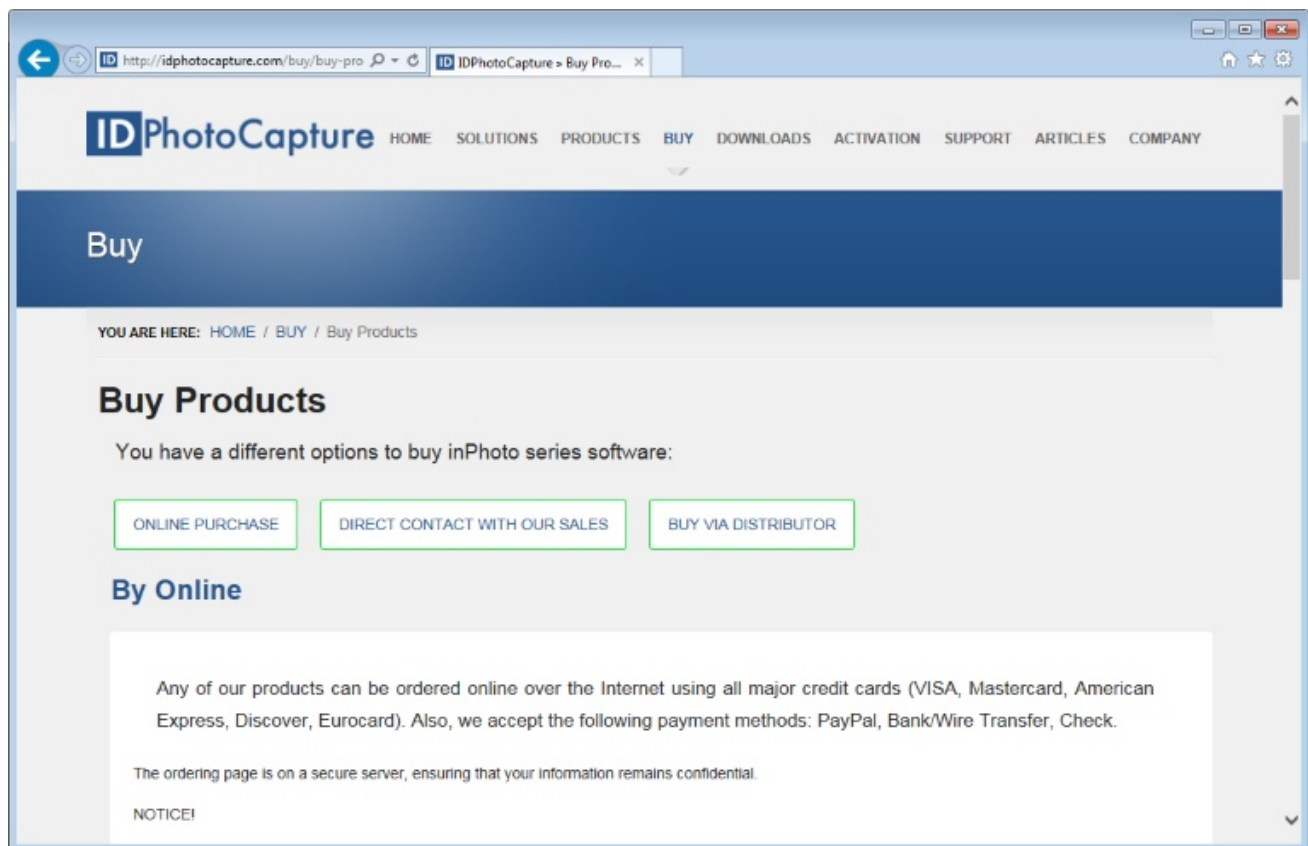 http://idphotocapture.com/buy/buy-pro
ID IDPhotoCapture » Buy Pro...
IDPhotoCapture
HOME SOLUTIONS PRODUCTS BUY DOWNLOADS ACTIVATION SUPPORT ARTICLES COMPANY
Buy
YOU ARE HERE: HOME / BUY / Buy Products
Buy Products
You have a different options to buy inPhoto series software:
ONLINE PURCHASE DIRECT CONTACT WITH OUR SALES BUY VIA DISTRIBUTOR
By Online
Any of our products can be ordered online over the Internet using all major credit cards (VISA, Mastercard, American
Express, Discover, Eurocard). Also, we accept the following payment methods: PayPal, Bank/Wire Transfer, Check.
The ordering page is on a secure server, ensuring that your information remains confidential.
NOTICE!